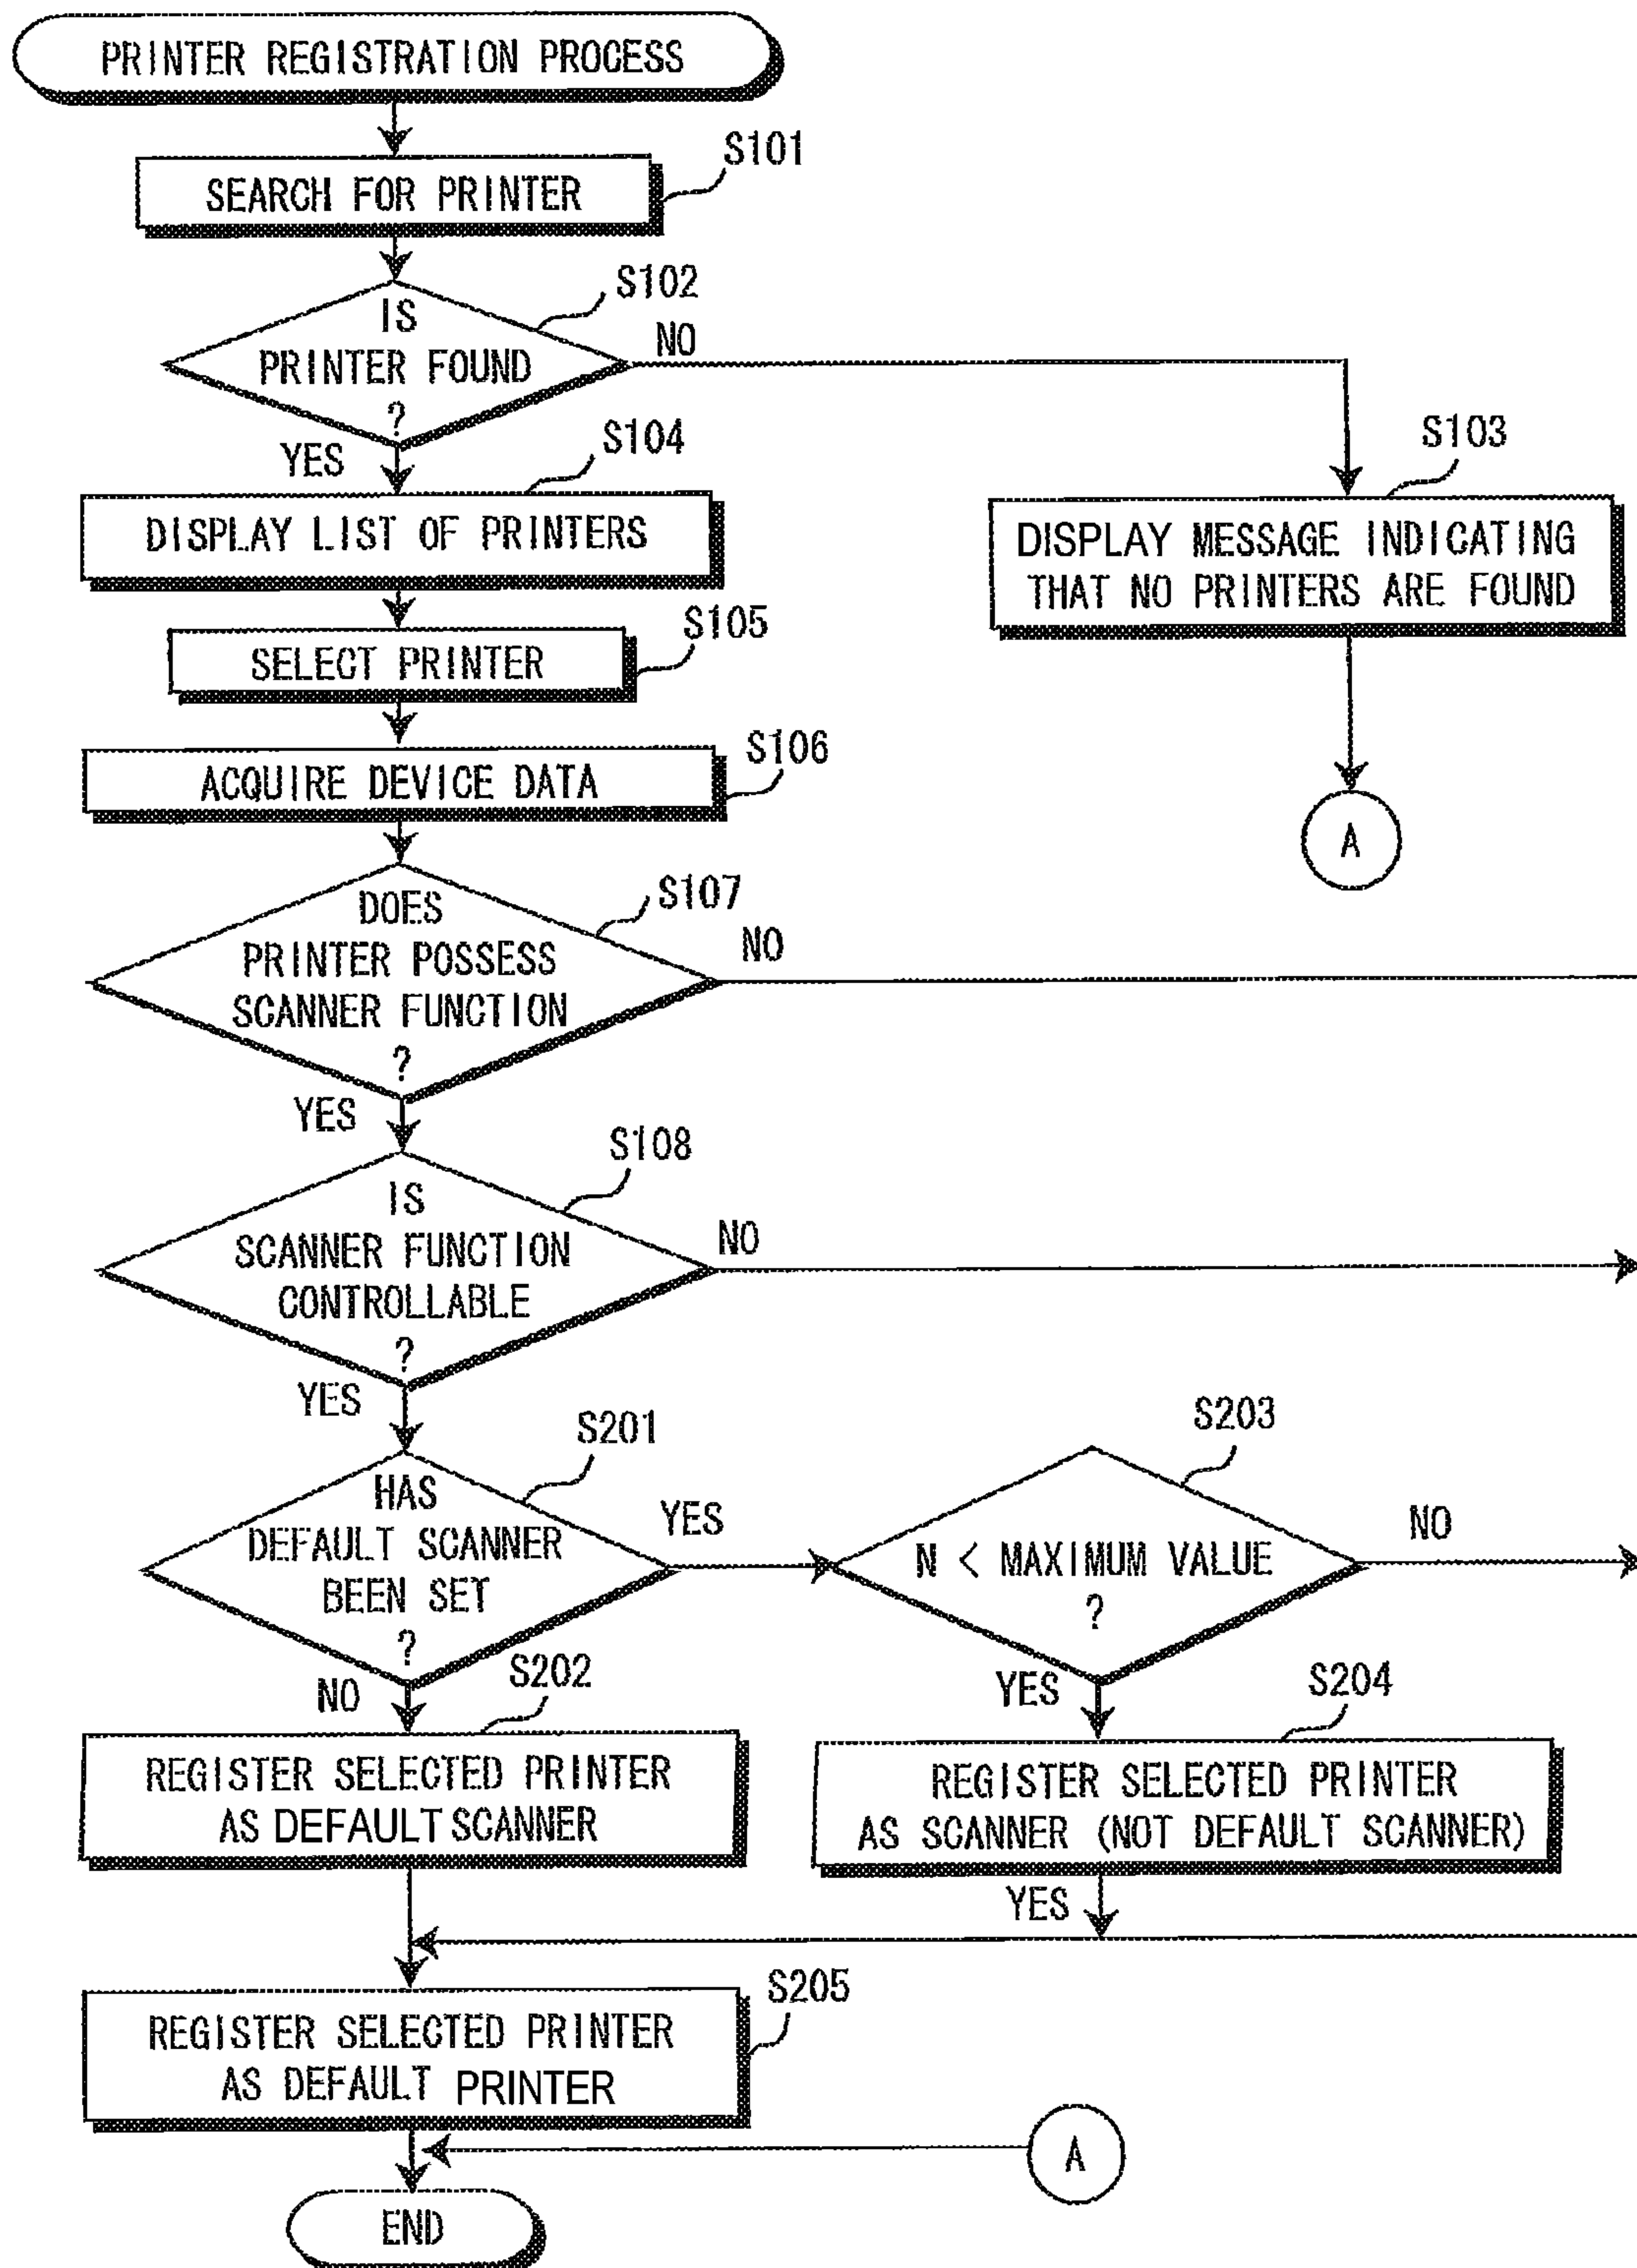 PRINTER REGISTRATION PROCESS
S101
SEARCH FOR PRINTER
S102
IS
PRINTER FOUND
?
NO
YES
S103
DISPLAY MESSAGE INDICATING
THAT NO PRINTERS ARE FOUND
A
S104
DISPLAY LIST OF PRINTERS
S105
SELECT PRINTER
S106
ACQUIRE DEVICE DATA
S107
DOES
PRINTER POSSESS
SCANNER FUNCTION
?
NO
YES
S108
IS
SCANNER FUNCTION
CONTROLLABLE
?
NO
YES
S201
HAS
DEFAULT SCANNER
BEEN SET
?
YES
NO
S203
N < MAXIMUM VALUE
?
NO
YES
S202
REGISTER SELECTED PRINTER
AS DEFAULT SCANNER
S204
REGISTER SELECTED PRINTER
AS SCANNER (NOT DEFAULT SCANNER)
YES
S205
REGISTER SELECTED PRINTER
AS DEFAULT PRINTER
A
END